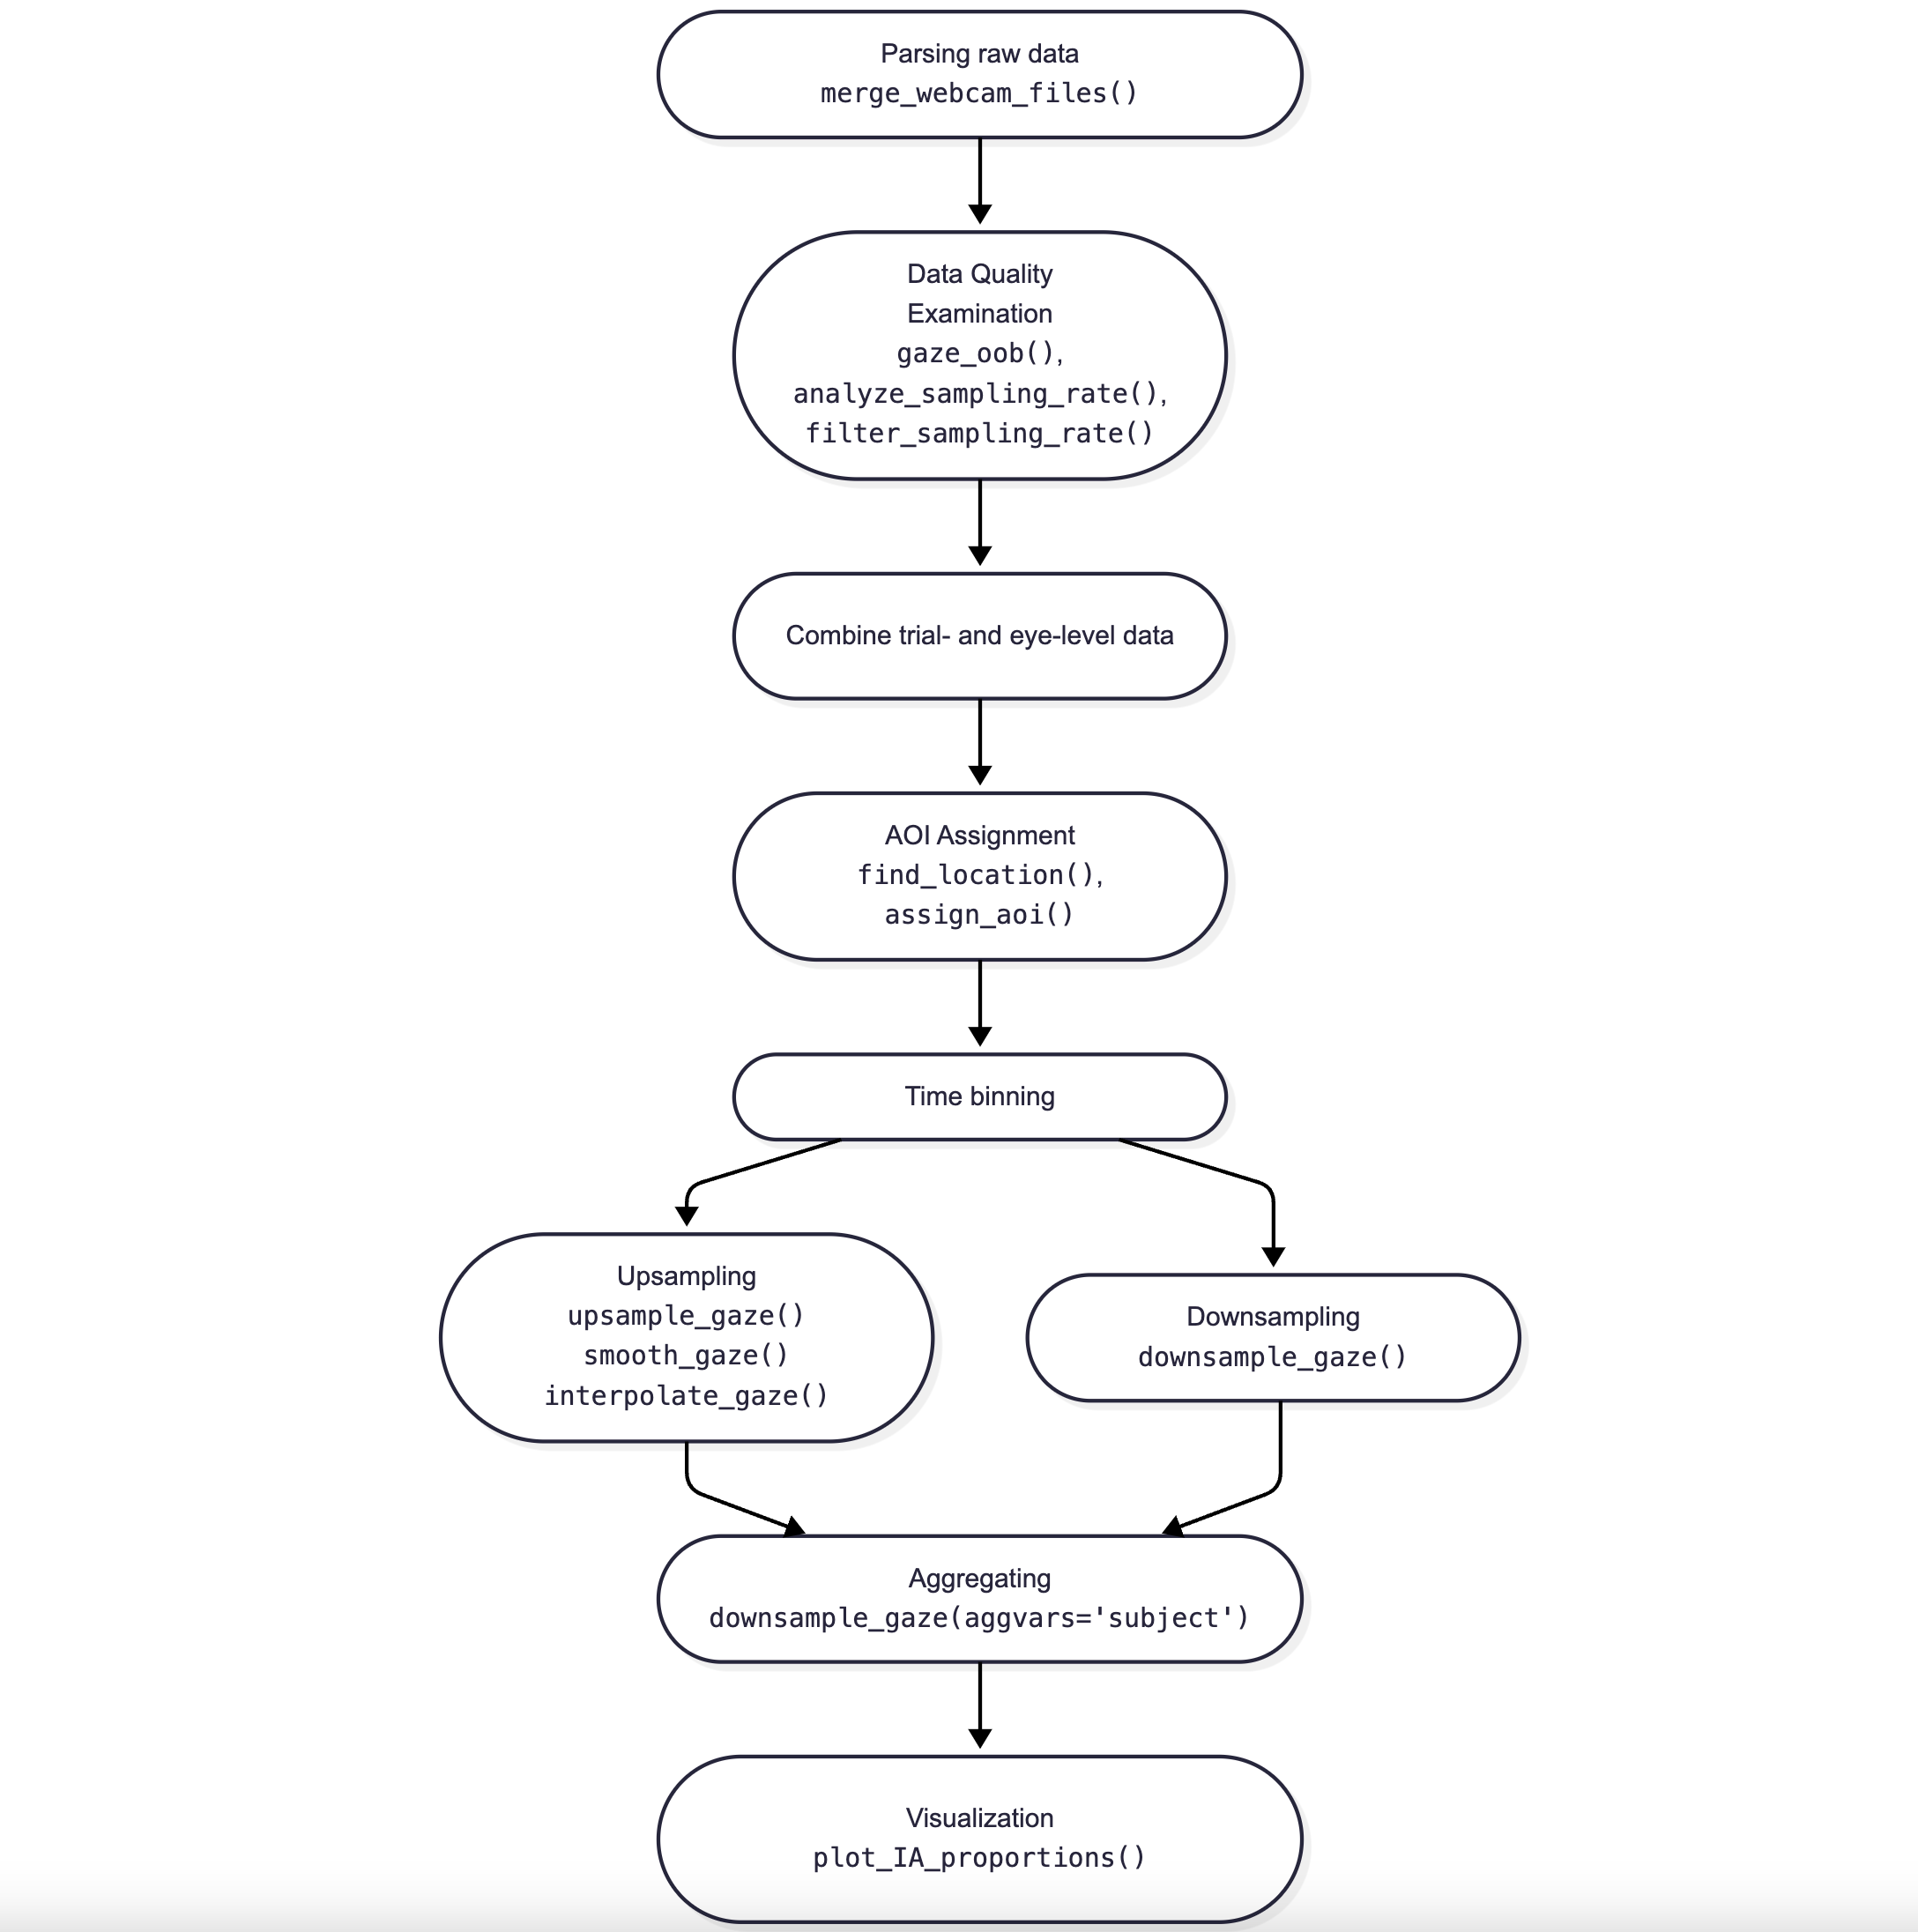 Parsing raw data
merge_webcam_files()
Data Quality
Examination
gaze_oob(),
analyze_sampling_rate(),
filter_sampling_rate()
Combine trial- and eye-level data
AOI Assignment
find_location(),
assign_aoi()
Time binning
Upsampling
upsample_gaze()
smooth_gaze()
interpolate_gaze()
Downsampling
downsample_gaze()
Aggregating
downsample_gaze(aggvars='subject')
Visualization
plot_IA_proportions()